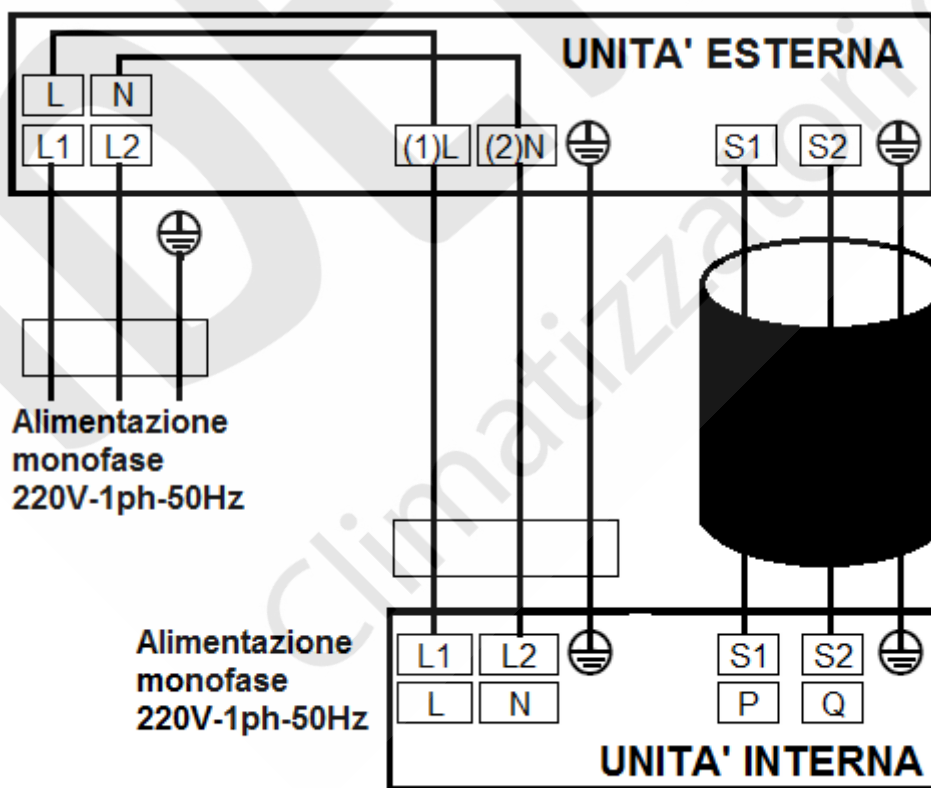 UNITA' ESTERNA
L N
L1 L2 (1)L (2)N S1 S2
Alimentazione
monofase
220V-1ph-50Hz
Climatizzatori
Alimentazione
monofase
220V-1ph-50Hz
L1 L2 S1 S2
L N P Q
UNITA' INTERNA